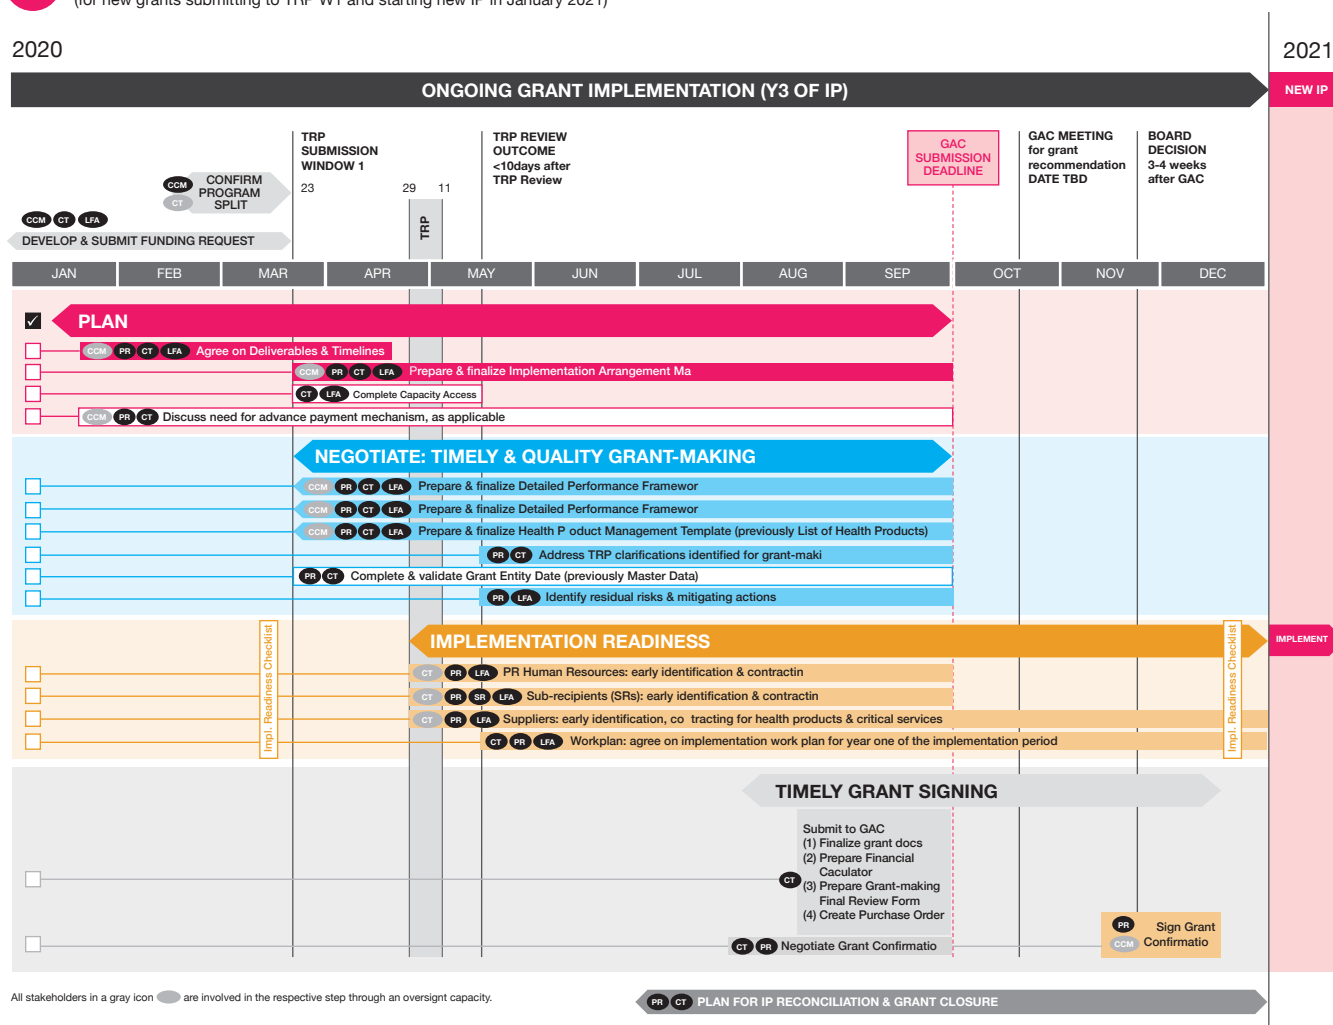 (for new grants submitting to TRP W1 and starting new IP in January 2021)
2020
2021
ONGOING GRANT IMPLEMENTATION (Y3 OF IP)
NEW IP
TRP
SUBMISSION
WINDOW 1
23
29
11
TRP REVIEW
OUTCOME
<10days after
TRP Review
GAC
SUBMISSION
DEADLINE
GAC MEETING
for grant
recommendation
DATE TBD
BOARD
DECISION
3-4 weeks
after GAC
CCM
CT
CONFIRM
PROGRAM
SPLIT
CCM CT LFA
DEVELOP & SUBMIT FUNDING REQUEST
TRP
JAN FEB MAR APR MAY JUN JUL AUG SEP OCT NOV DEC
PLAN
CCM PR CT LFA Agree on Deliverables & Timelines
CCM PR CT LFA Prepare & finalize Implementation Arrangement Ma
CT LFA Complete Capacity Access
CCM PR CT Discuss need for advance payment mechanism, as applicable
NEGOTIATE: TIMELY & QUALITY GRANT-MAKING
CCM PR CT LFA Prepare & finalize Detailed Performance Framewor
CCM PR CT LFA Prepare & finalize Detailed Performance Framewor
CCM PR CT LFA Prepare & finalize Health P oduct Management Template (previously List of Health Products)
PR CT Address TRP clarifications identified for grant-maki
PR CT Complete & validate Grant Entity Date (previously Master Data)
PR LFA Identify residual risks & mitigating actions
Impl. Readiness Checklist
IMPLEMENTATION READINESS
Impl. Readiness Checklist
IMPLEMENT
CT PR LFA PR Human Resources: early identification & contractin
CT PR SR LFA Sub-recipients (SRs): early identification & contractin
CT PR LFA Suppliers: early identification, co tracting for health products & critical services
CT PR LFA Workplan: agree on implementation work plan for year one of the implementation period
TIMELY GRANT SIGNING
CT
Submit to GAC
(1) Finalize grant docs
(2) Prepare Financial
Caculator
(3) Prepare Grant-making
Final Review Form
(4) Create Purchase Order
CT PR Negotiate Grant Confirmatio
PR Sign Grant
CCM Confirmatio
All stakeholders in a gray icon are involved in the respective step through an oversignt capacity.
PR CT PLAN FOR IP RECONCILIATION & GRANT CLOSURE